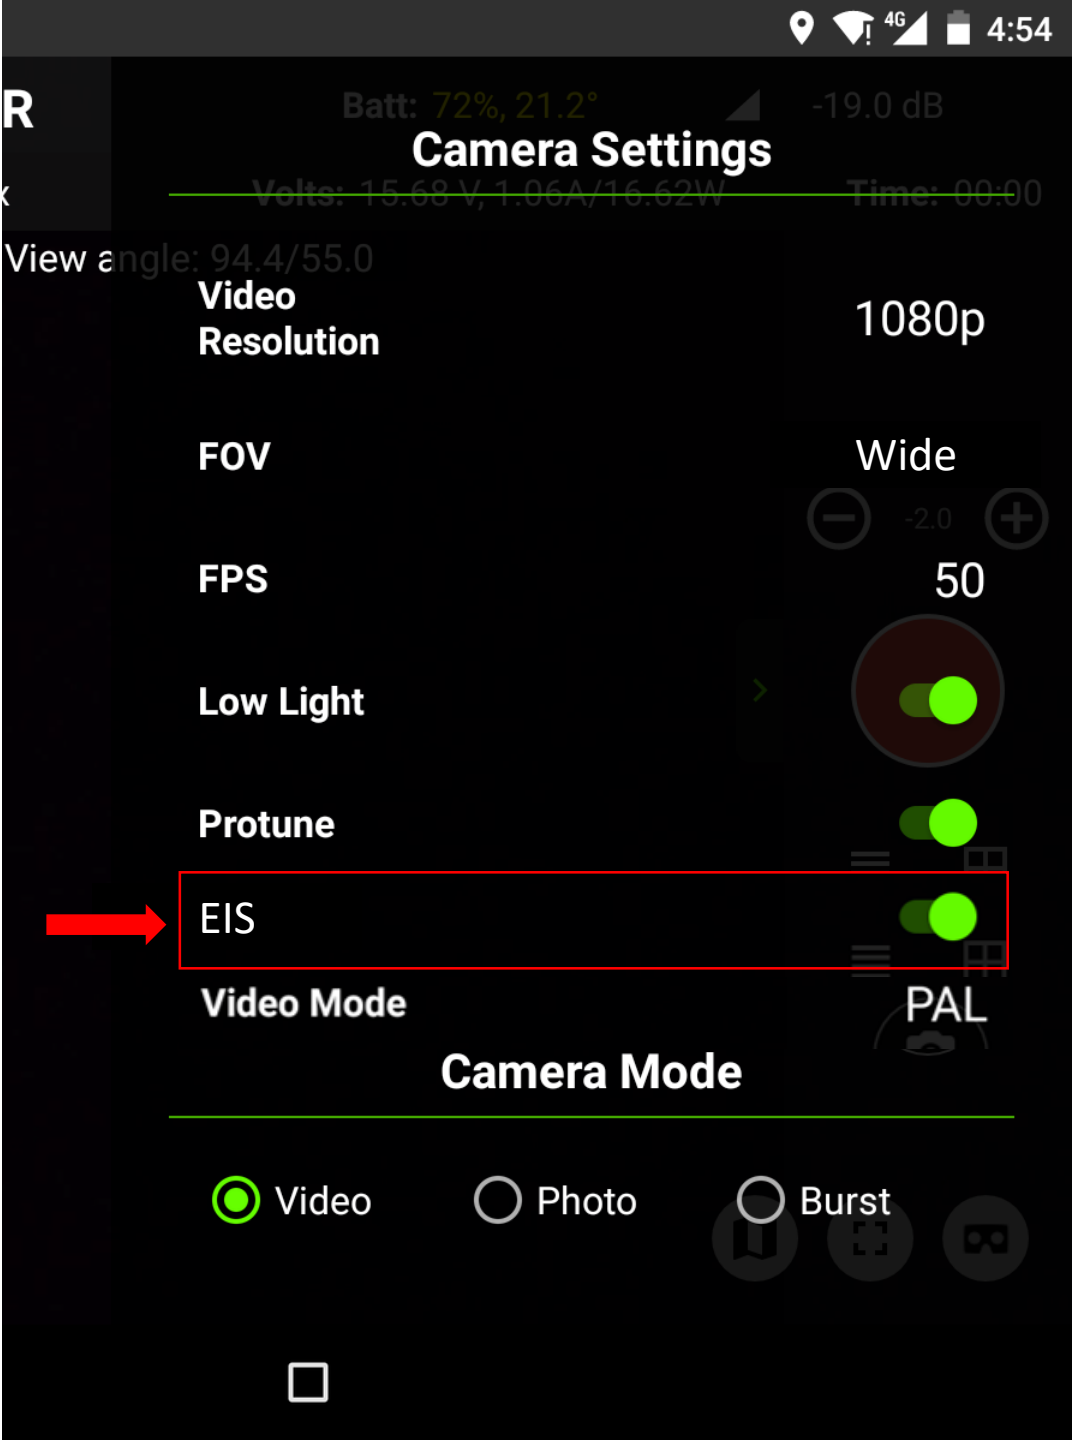 4G 4:54
R
Batt: 72%, 21.2° -19.0 dB
Camera Settings
x
Volts: 15.68 V, 1.06A/16.62W Time: 00:00
View angle: 94.4/55.0
Video
Resolution
1080p
FOV Wide
-2.0
FPS 50
Low Light
Protune
EIS
Video Mode PAL
Camera Mode
Video Photo Burst